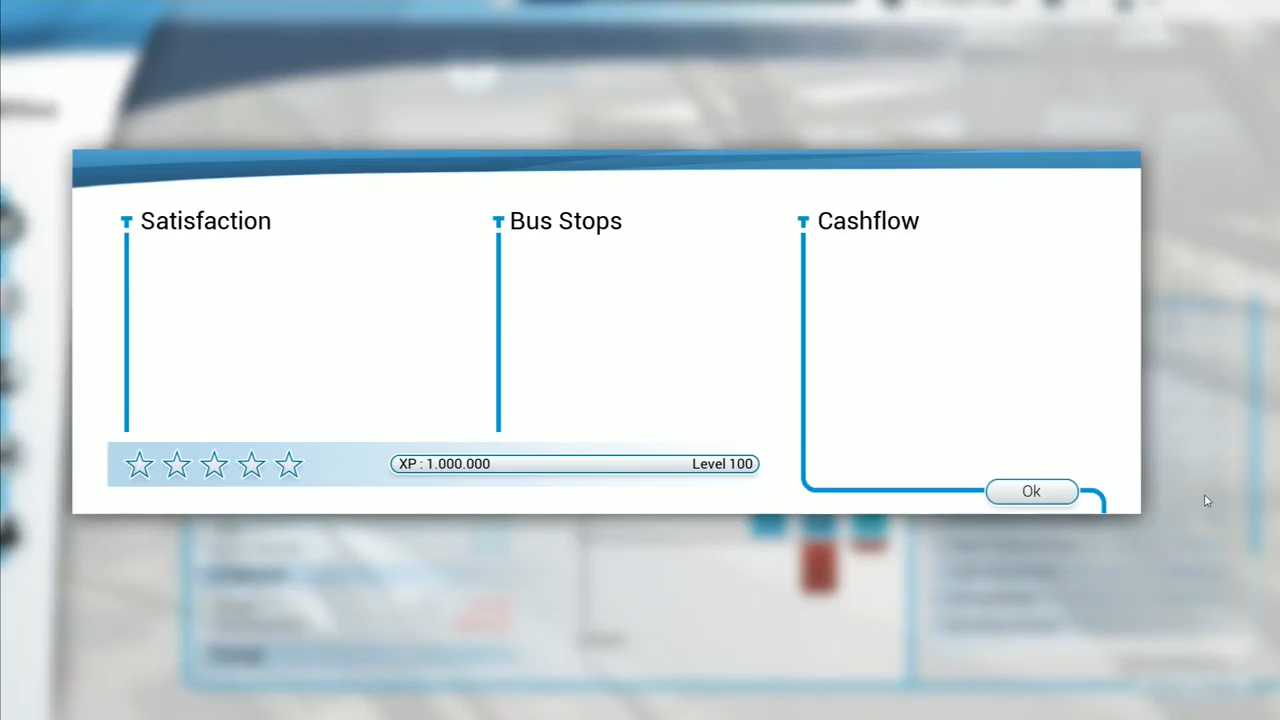 Satisfaction
Bus Stops
Cashflow
XP : 1.000.000
Level 100
Ok